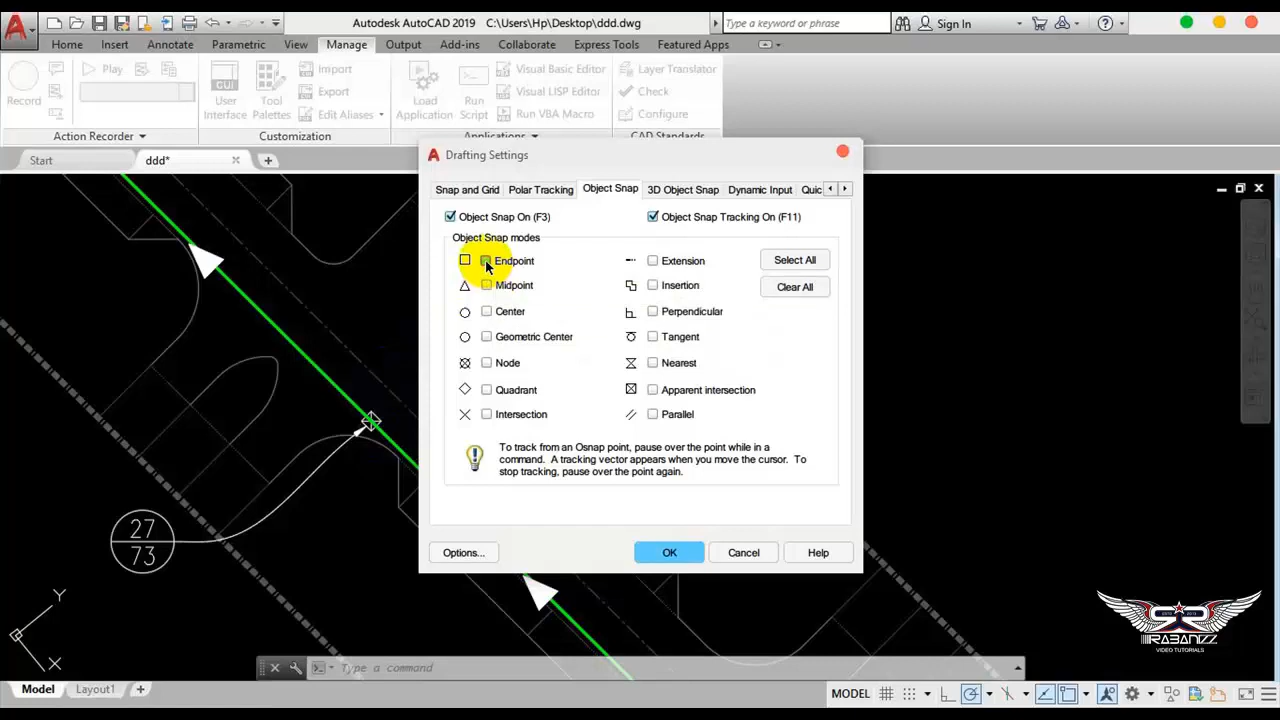 Autodesk AutoCAD 2019 C:\Users\Hp\Desktop\ddd.dwg
Type a keyword or phrase
Sign In
Home Insert Annotate Parametric View Manage Output Add-ins Collaborate Express Tools Featured Apps
Record
Play
Action Recorder
User Interface
Tool Palettes
Import
Export
Edit Aliases
Customization
Load Application
Run Script
Visual Basic Editor
Visual LISP Editor
Run VBA Macro
Applications
Layer Translator
Check
Configure
CAD Standards
Start
ddd*
Drafting Settings
Snap and Grid Polar Tracking Object Snap 3D Object Snap Dynamic Input Quic
Object Snap On (F3)
Object Snap Tracking On (F11)
Object Snap modes
Endpoint
Midpoint
Center
Geometric Center
Node
Quadrant
Intersection
Extension
Insertion
Perpendicular
Tangent
Nearest
Apparent intersection
Parallel
Select All
Clear All
To track from an Osnap point, pause over the point while in a
command. A tracking vector appears when you move the cursor. To
stop tracking, pause over the point again.
Options...
OK
Cancel
Help
27
73
Y
X
Type a command
Model
Layout1
MODEL
VIDEO TUTORIALS